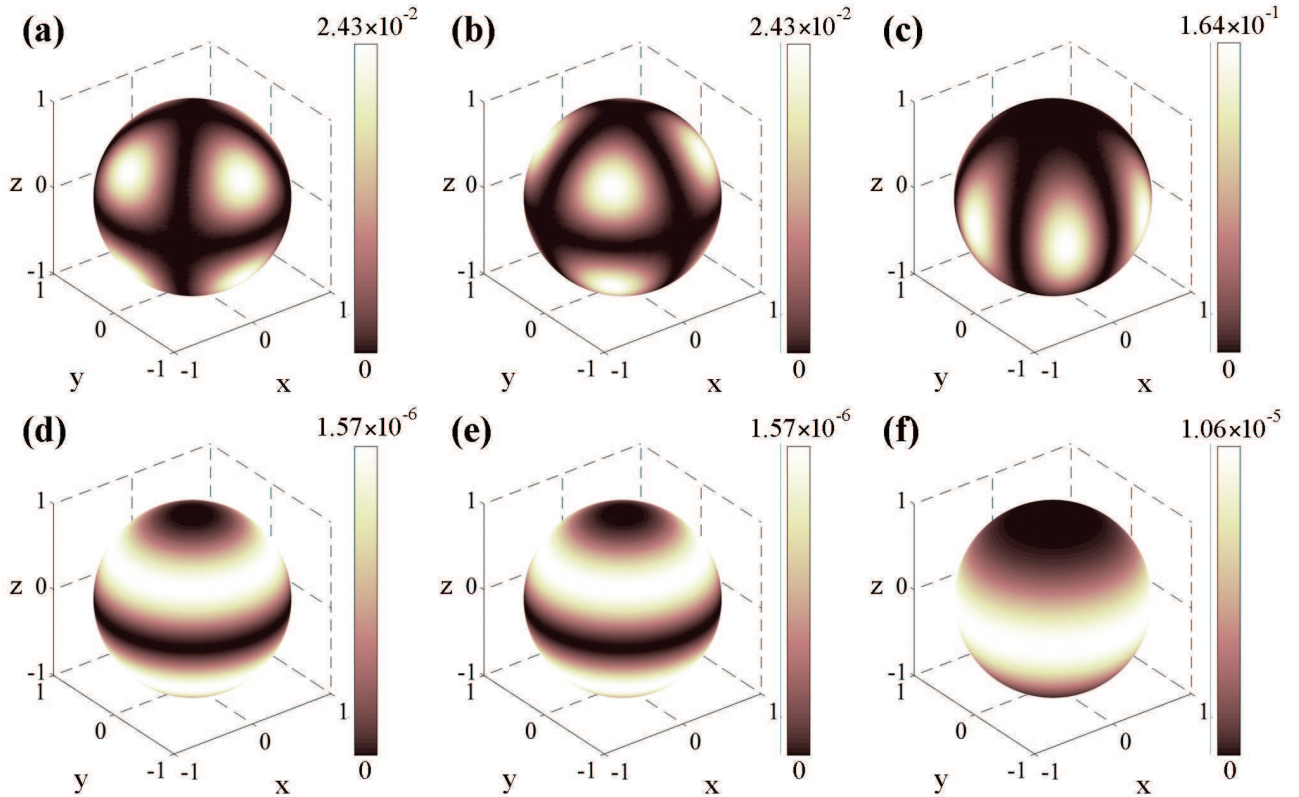 (a) 2.43×10⁻² (b) 2.43×10⁻² (c) 1.64×10⁻¹
1 1 1
z 0 z 0 z 0
-1 -1 -1
1 1 1 1 1 1
0 0 0 0 0 0
y -1 -1 x 0 y -1 -1 x 0 y -1 -1 x 0
(d) 1.57×10⁻⁶ (e) 1.57×10⁻⁶ (f) 1.06×10⁻⁵
1 1 1
z 0 z 0 z 0
-1 -1 -1
1 1 1 1 1 1
0 0 0 0 0 0
y -1 -1 x 0 y -1 -1 x 0 y -1 -1 x 0